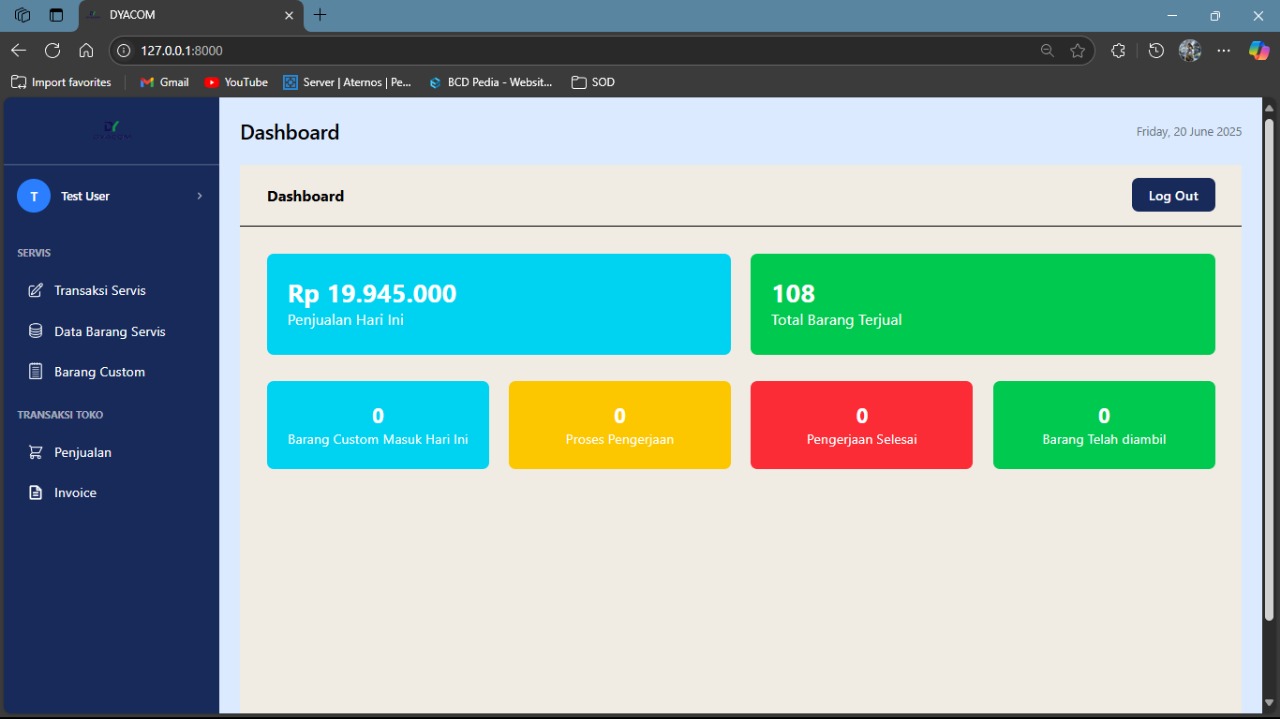 DYACOM
127.0.0.1:8000
Import favorites
Gmail
YouTube
Server | Aternos | Pe...
BCD Pedia - Websit...
SOD
Dashboard
Friday, 20 June 2025
T
Test User
Dashboard
Log Out
SERVIS
Transaksi Servis
Data Barang Servis
Barang Custom
TRANSAKSI TOKO
Penjualan
Invoice
Rp 19.945.000
Penjualan Hari Ini
108
Total Barang Terjual
0
Barang Custom Masuk Hari Ini
0
Proses Pengerjaan
0
Pengerjaan Selesai
0
Barang Telah diambil